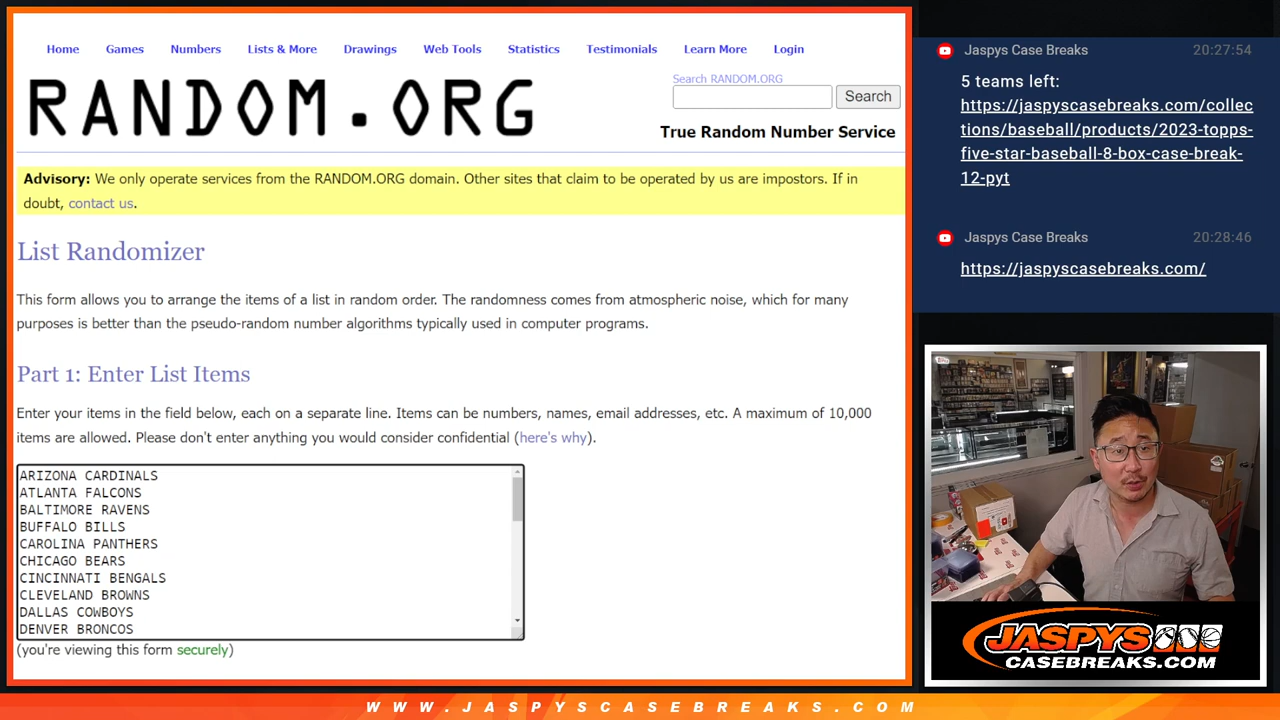 Home Games Numbers Lists & More Drawings Web Tools Statistics Testimonials Learn More Login
RANDOM.ORG
Search RANDOM.ORG
Search
True Random Number Service
Advisory: We only operate services from the RANDOM.ORG domain. Other sites that claim to be operated by us are impostors. If in
doubt, contact us.
List Randomizer
This form allows you to arrange the items of a list in random order. The randomness comes from atmospheric noise, which for many
purposes is better than the pseudo-random number algorithms typically used in computer programs.
Part 1: Enter List Items
Enter your items in the field below, each on a separate line. Items can be numbers, names, email addresses, etc. A maximum of 10,000
items are allowed. Please don't enter anything you would consider confidential (here's why).
ARIZONA CARDINALS
ATLANTA FALCONS
BALTIMORE RAVENS
BUFFALO BILLS
CAROLINA PANTHERS
CHICAGO BEARS
CINCINNATI BENGALS
CLEVELAND BROWNS
DALLAS COWBOYS
DENVER BRONCOS
(you're viewing this form securely)
Jaspys Case Breaks 20:27:54
5 teams left:
https://jaspyscasebreaks.com/collec
tions/baseball/products/2023-topps-
five-star-baseball-8-box-case-break-
12-pyt
Jaspys Case Breaks 20:28:46
https://jaspyscasebreaks.com/
JASPYS
CASEBREAKS.COM
WWW.JASPYSCASEBREAKS.COM